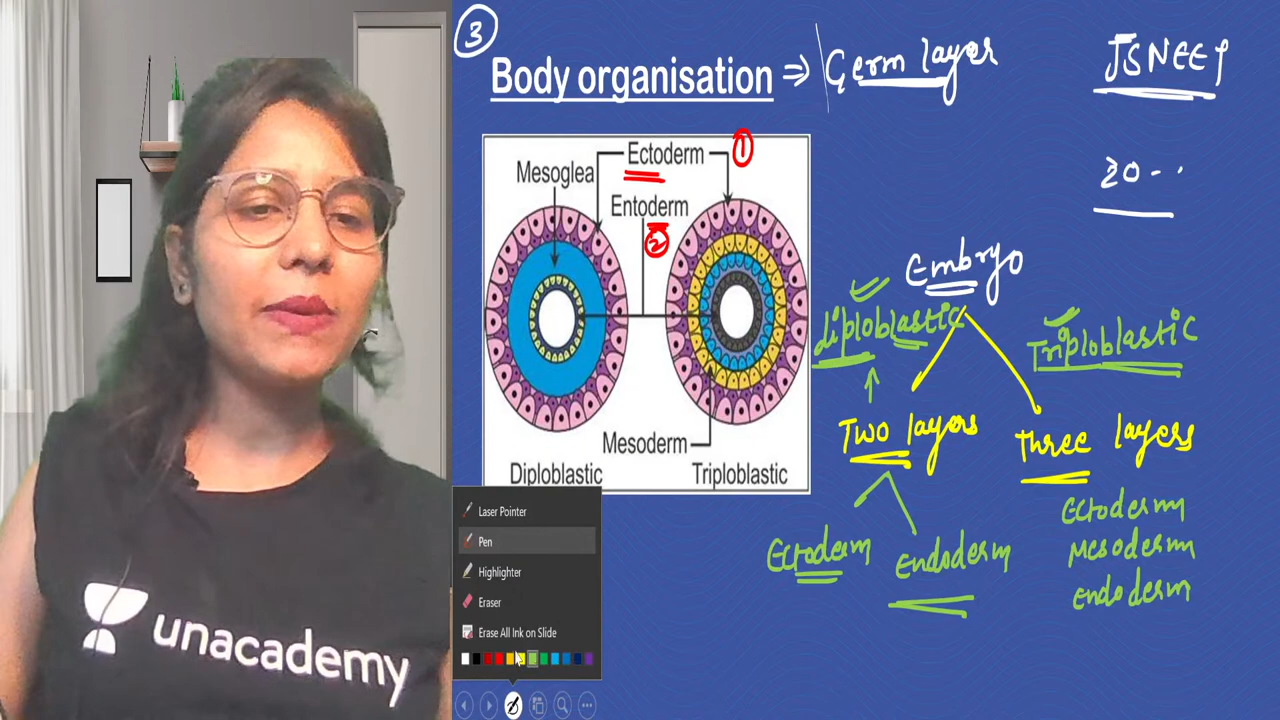 3
Body organisation ⇒ Germ layer
JSNEET
20--
Ectoderm 1
Mesoglea
Entoderm
2
Mesoderm
Diploblastic Triploblastic
Embryo
diploblastic Triploblastic
Two layers Three layers
Ectoderm Endoderm
Ectoderm
Mesoderm
Endoderm
Laser Pointer
Pen
Highlighter
Eraser
Erase All Ink on Slide
unacademy